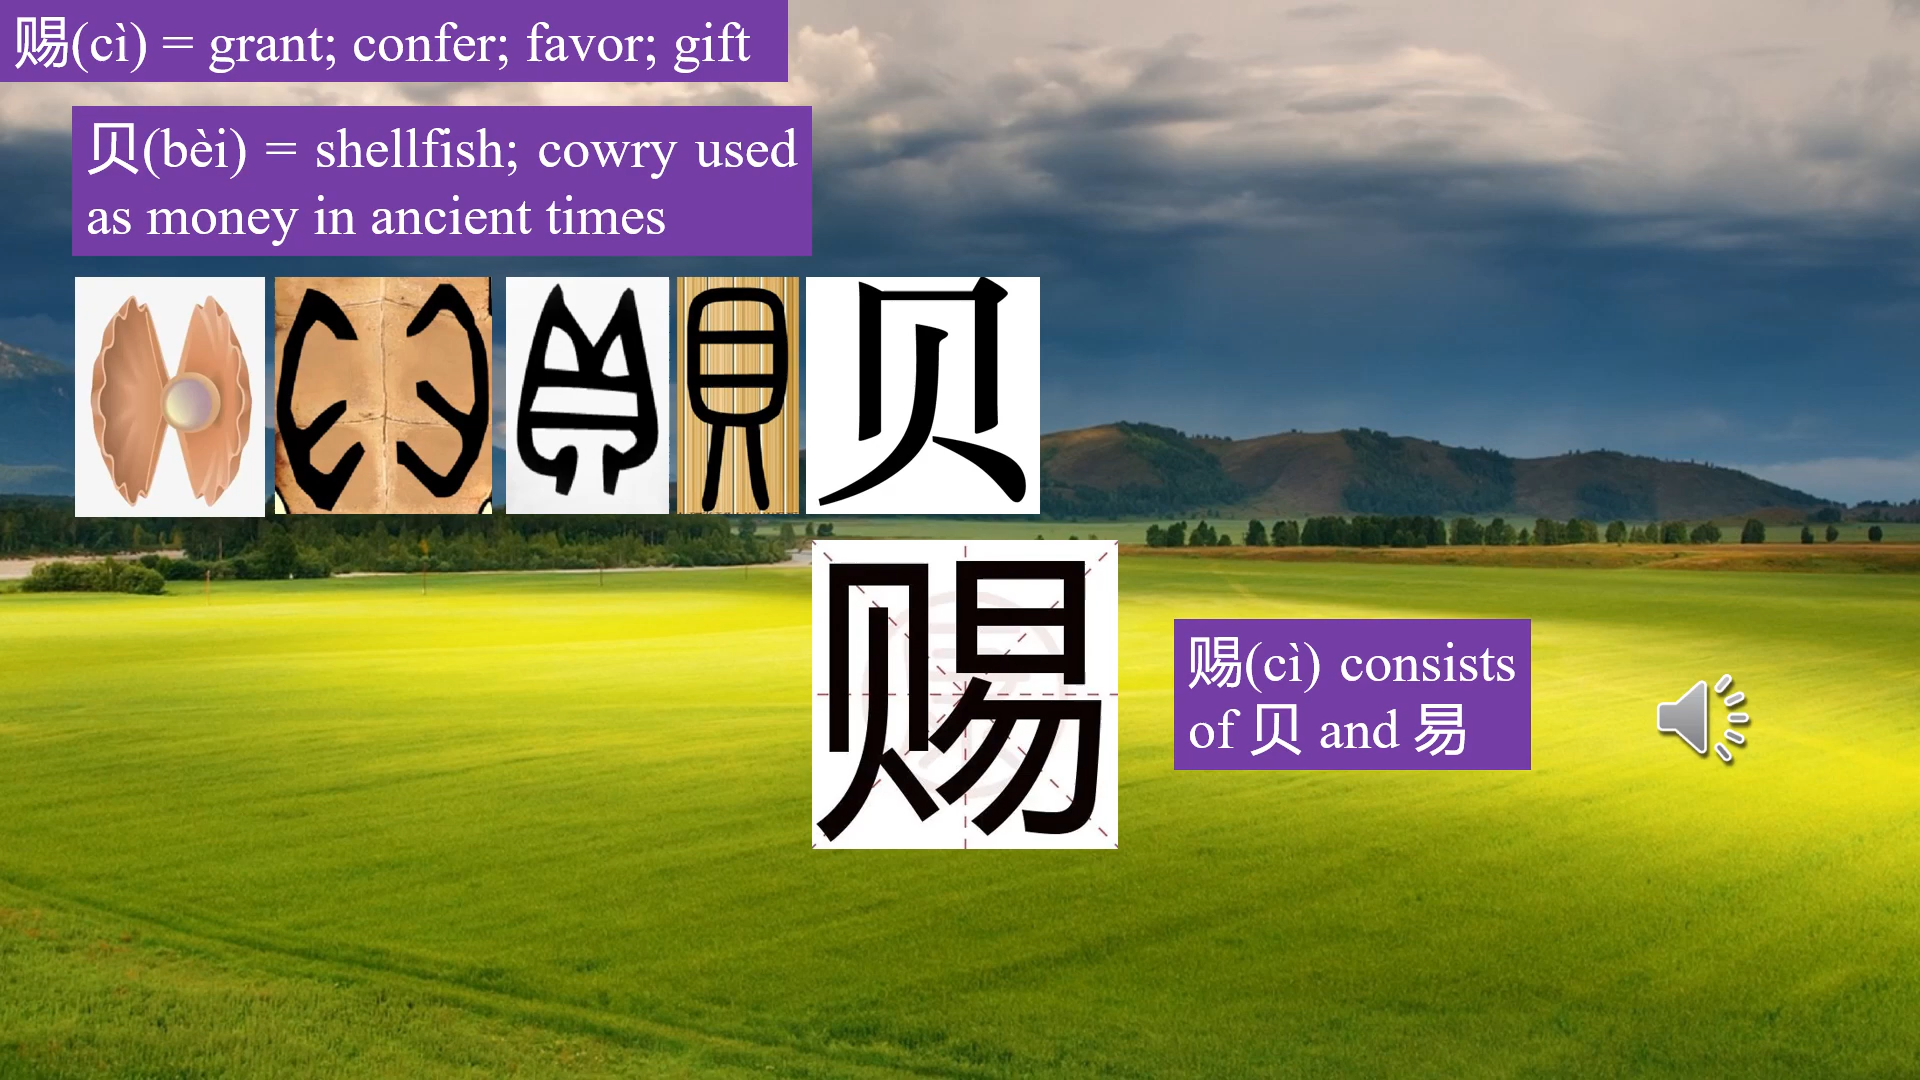 赐(cì) = grant; confer; favor; gift
贝(bèi) = shellfish; cowry used
as money in ancient times
貝 贝
赐
赐(cì) consists
of 贝 and 易